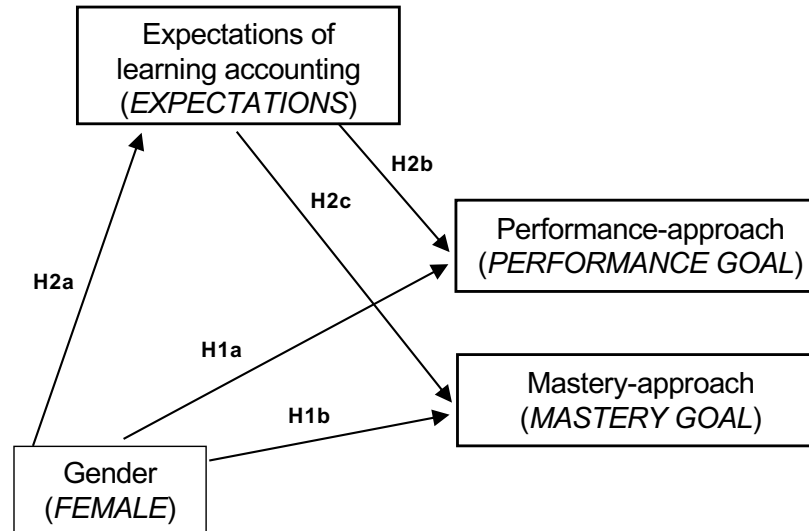 Expectations of
learning accounting
(EXPECTATIONS)
H2b
H2c
Performance-approach
(PERFORMANCE GOAL)
H2a
H1a
Mastery-approach
(MASTERY GOAL)
H1b
Gender
(FEMALE)